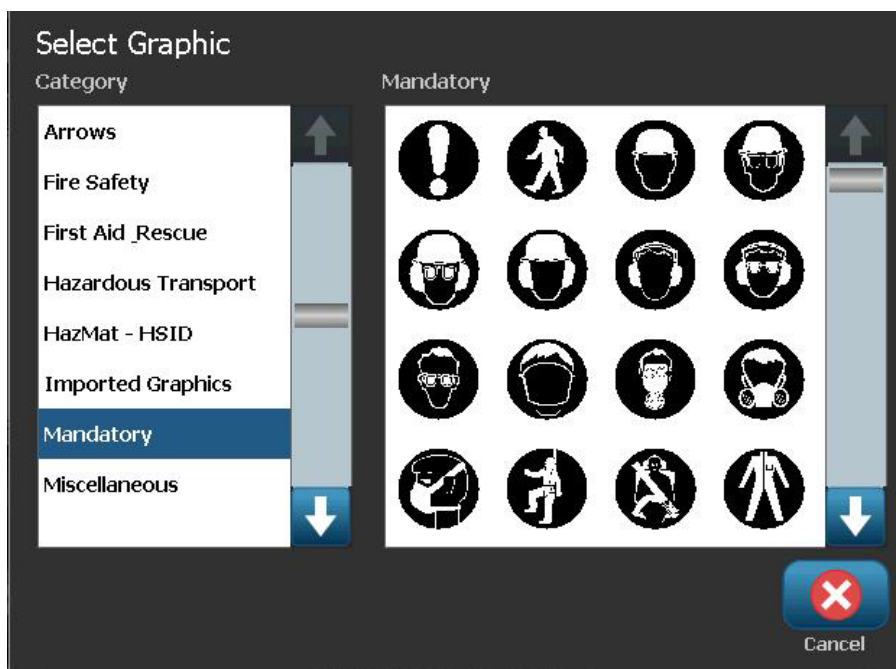 Select Graphic
Category
Mandatory
Arrows
Fire Safety
First Aid _Rescue
Hazardous Transport
HazMat - HSID
Imported Graphics
Mandatory
Miscellaneous
Cancel